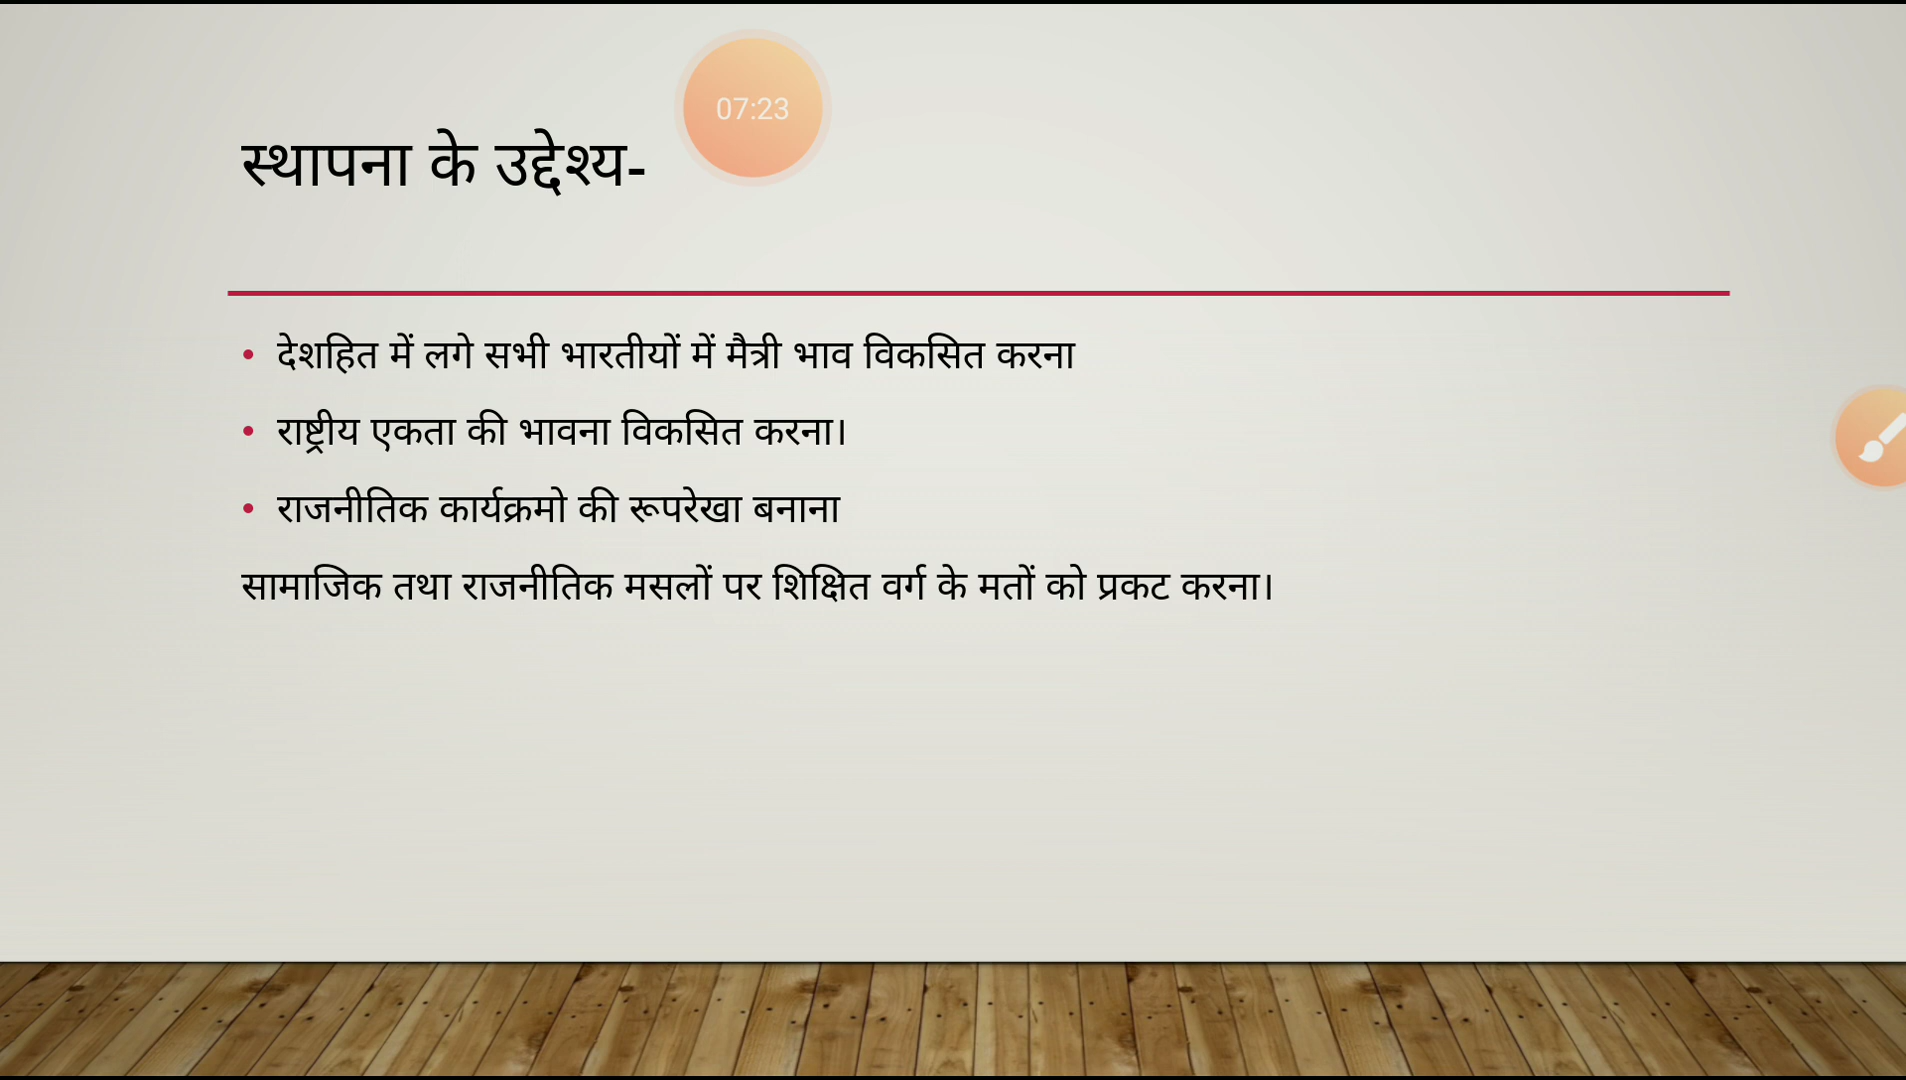 07:23
स्थापना के उद्देश्य-
• देशहित में लगे सभी भारतीयों में मैत्री भाव विकसित करना
• राष्ट्रीय एकता की भावना विकसित करना।
• राजनीतिक कार्यक्रमो की रूपरेखा बनाना
सामाजिक तथा राजनीतिक मसलों पर शिक्षित वर्ग के मतों को प्रकट करना।